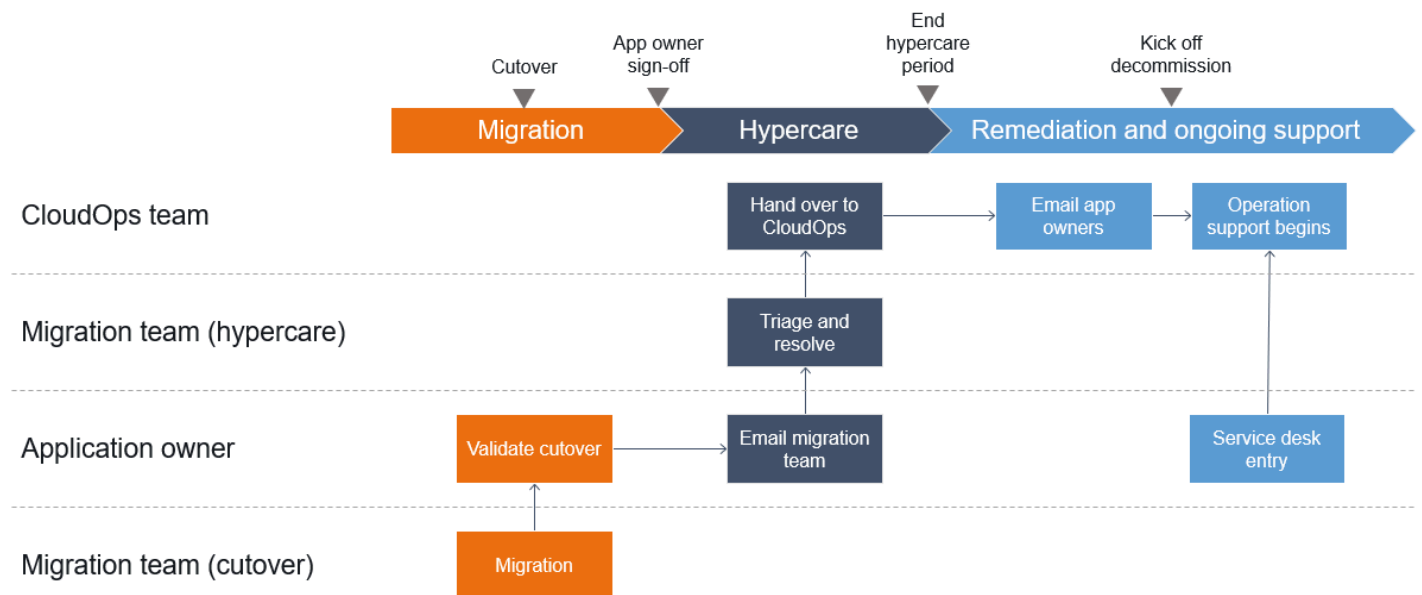 Cutover
App owner
sign-off
End
hypercare
period
Kick off
decommission
Migration
Hypercare
Remediation and ongoing support
CloudOps team
Hand over to
CloudOps
Email app
owners
Operation
support begins
Migration team (hypercare)
Triage and
resolve
Application owner
Validate cutover
Email migration
team
Service desk
entry
Migration team (cutover)
Migration